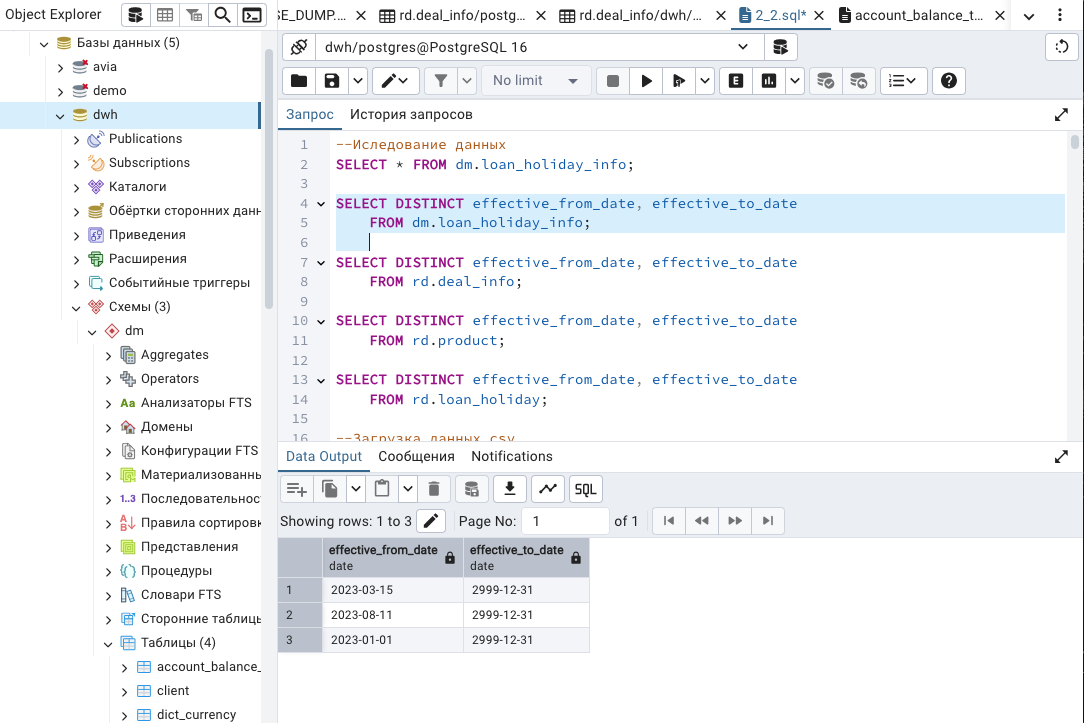 Object Explorer
SE_DUMP....
rd.deal_info/postg...
rd.deal_info/dwh/...
2_2.sql*
account_balance_t...
Базы данных (5)
avia
demo
dwh
Publications
Subscriptions
Каталоги
Обёртки сторонних данн
Приведения
Расширения
Событийные триггеры
Схемы (3)
dm
Aggregates
Operators
Aa Анализаторы FTS
Домены
Конфигурации FTS
Материализованнь
1..3 Последовательнос
Правила сортировк
Представления
Процедуры
Словари FTS
Сторонние таблиць
Таблицы (4)
account_balance_
client
dict_currency
dwh/postgres@PostgreSQL 16
No limit
E
Запрос
История запросов
1 --Иследование данных
2 SELECT * FROM dm.loan_holiday_info;
3
4 SELECT DISTINCT effective_from_date, effective_to_date
5 FROM dm.loan_holiday_info;
6
7 SELECT DISTINCT effective_from_date, effective_to_date
8 FROM rd.deal_info;
9
10 SELECT DISTINCT effective_from_date, effective_to_date
11 FROM rd.product;
12
13 SELECT DISTINCT effective_from_date, effective_to_date
14 FROM rd.loan_holiday;
15
16 --Загрузка данных csv
Data Output
Сообщения
Notifications
SQL
Showing rows: 1 to 3
Page No: 1 of 1
effective_from_date date
effective_to_date date
1 2023-03-15 2999-12-31
2 2023-08-11 2999-12-31
3 2023-01-01 2999-12-31